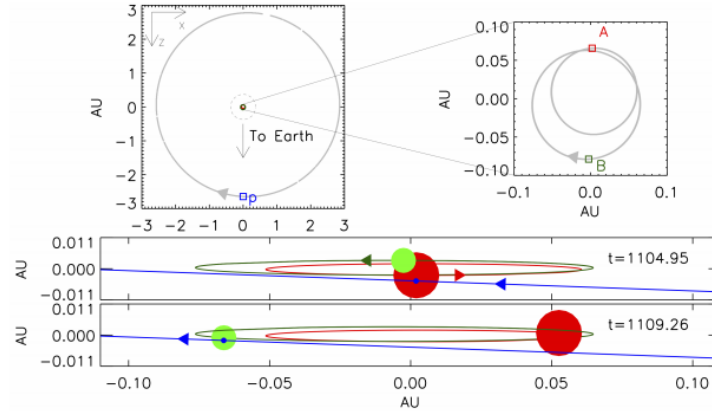 3
2
1
0
-1
-2
-3
AU
x
z
To Earth
p
-3 -2 -1 0 1 2 3
AU
0.10
0.05
0.00
-0.05
-0.10
AU
A
B
-0.1 0.0 0.1
AU
0.011
0.000
-0.011
AU
t=1104.95
0.011
0.000
-0.011
AU
t=1109.26
-0.10 -0.05 0.00 0.05 0.10
AU